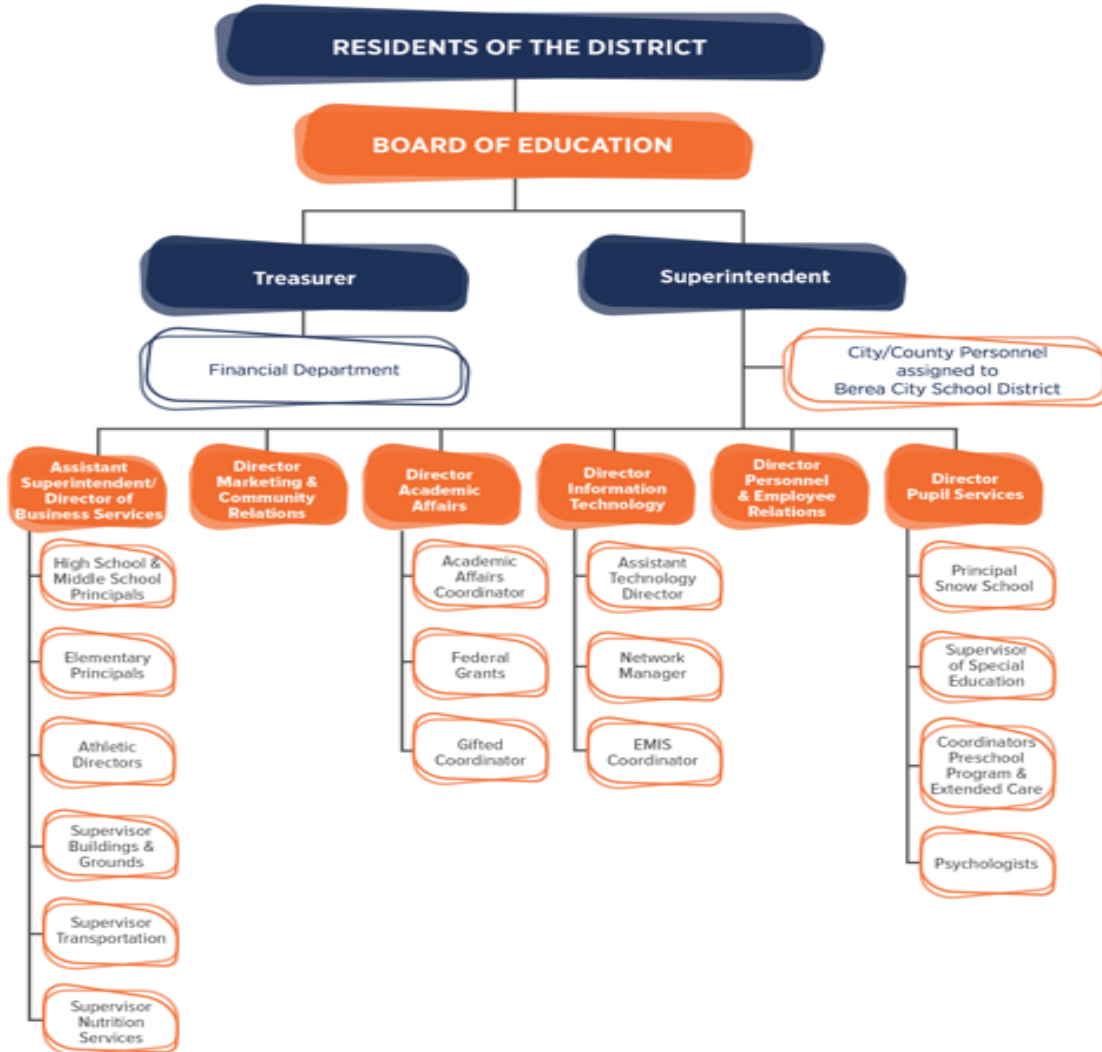 RESIDENTS OF THE DISTRICT
BOARD OF EDUCATION
Treasurer
Superintendent
Financial Department
City/County Personnel
assigned to
Berea City School District
Assistant
Superintendent/
Director of
Business Services
Director
Marketing &
Community
Relations
Director
Academic
Affairs
Director
Information
Technology
Director
Personnel
& Employee
Relations
Director
Pupil Services
High School &
Middle School
Principals
Elementary
Principals
Athletic
Directors
Supervisor
Buildings &
Grounds
Supervisor
Transportation
Supervisor
Nutrition
Services
Academic
Affairs
Coordinator
Federal
Grants
Gifted
Coordinator
Assistant
Technology
Director
Network
Manager
EMIS
Coordinator
Principal
Snow School
Supervisor
of Special
Education
Coordinators
Preschool
Program &
Extended Care
Psychologists